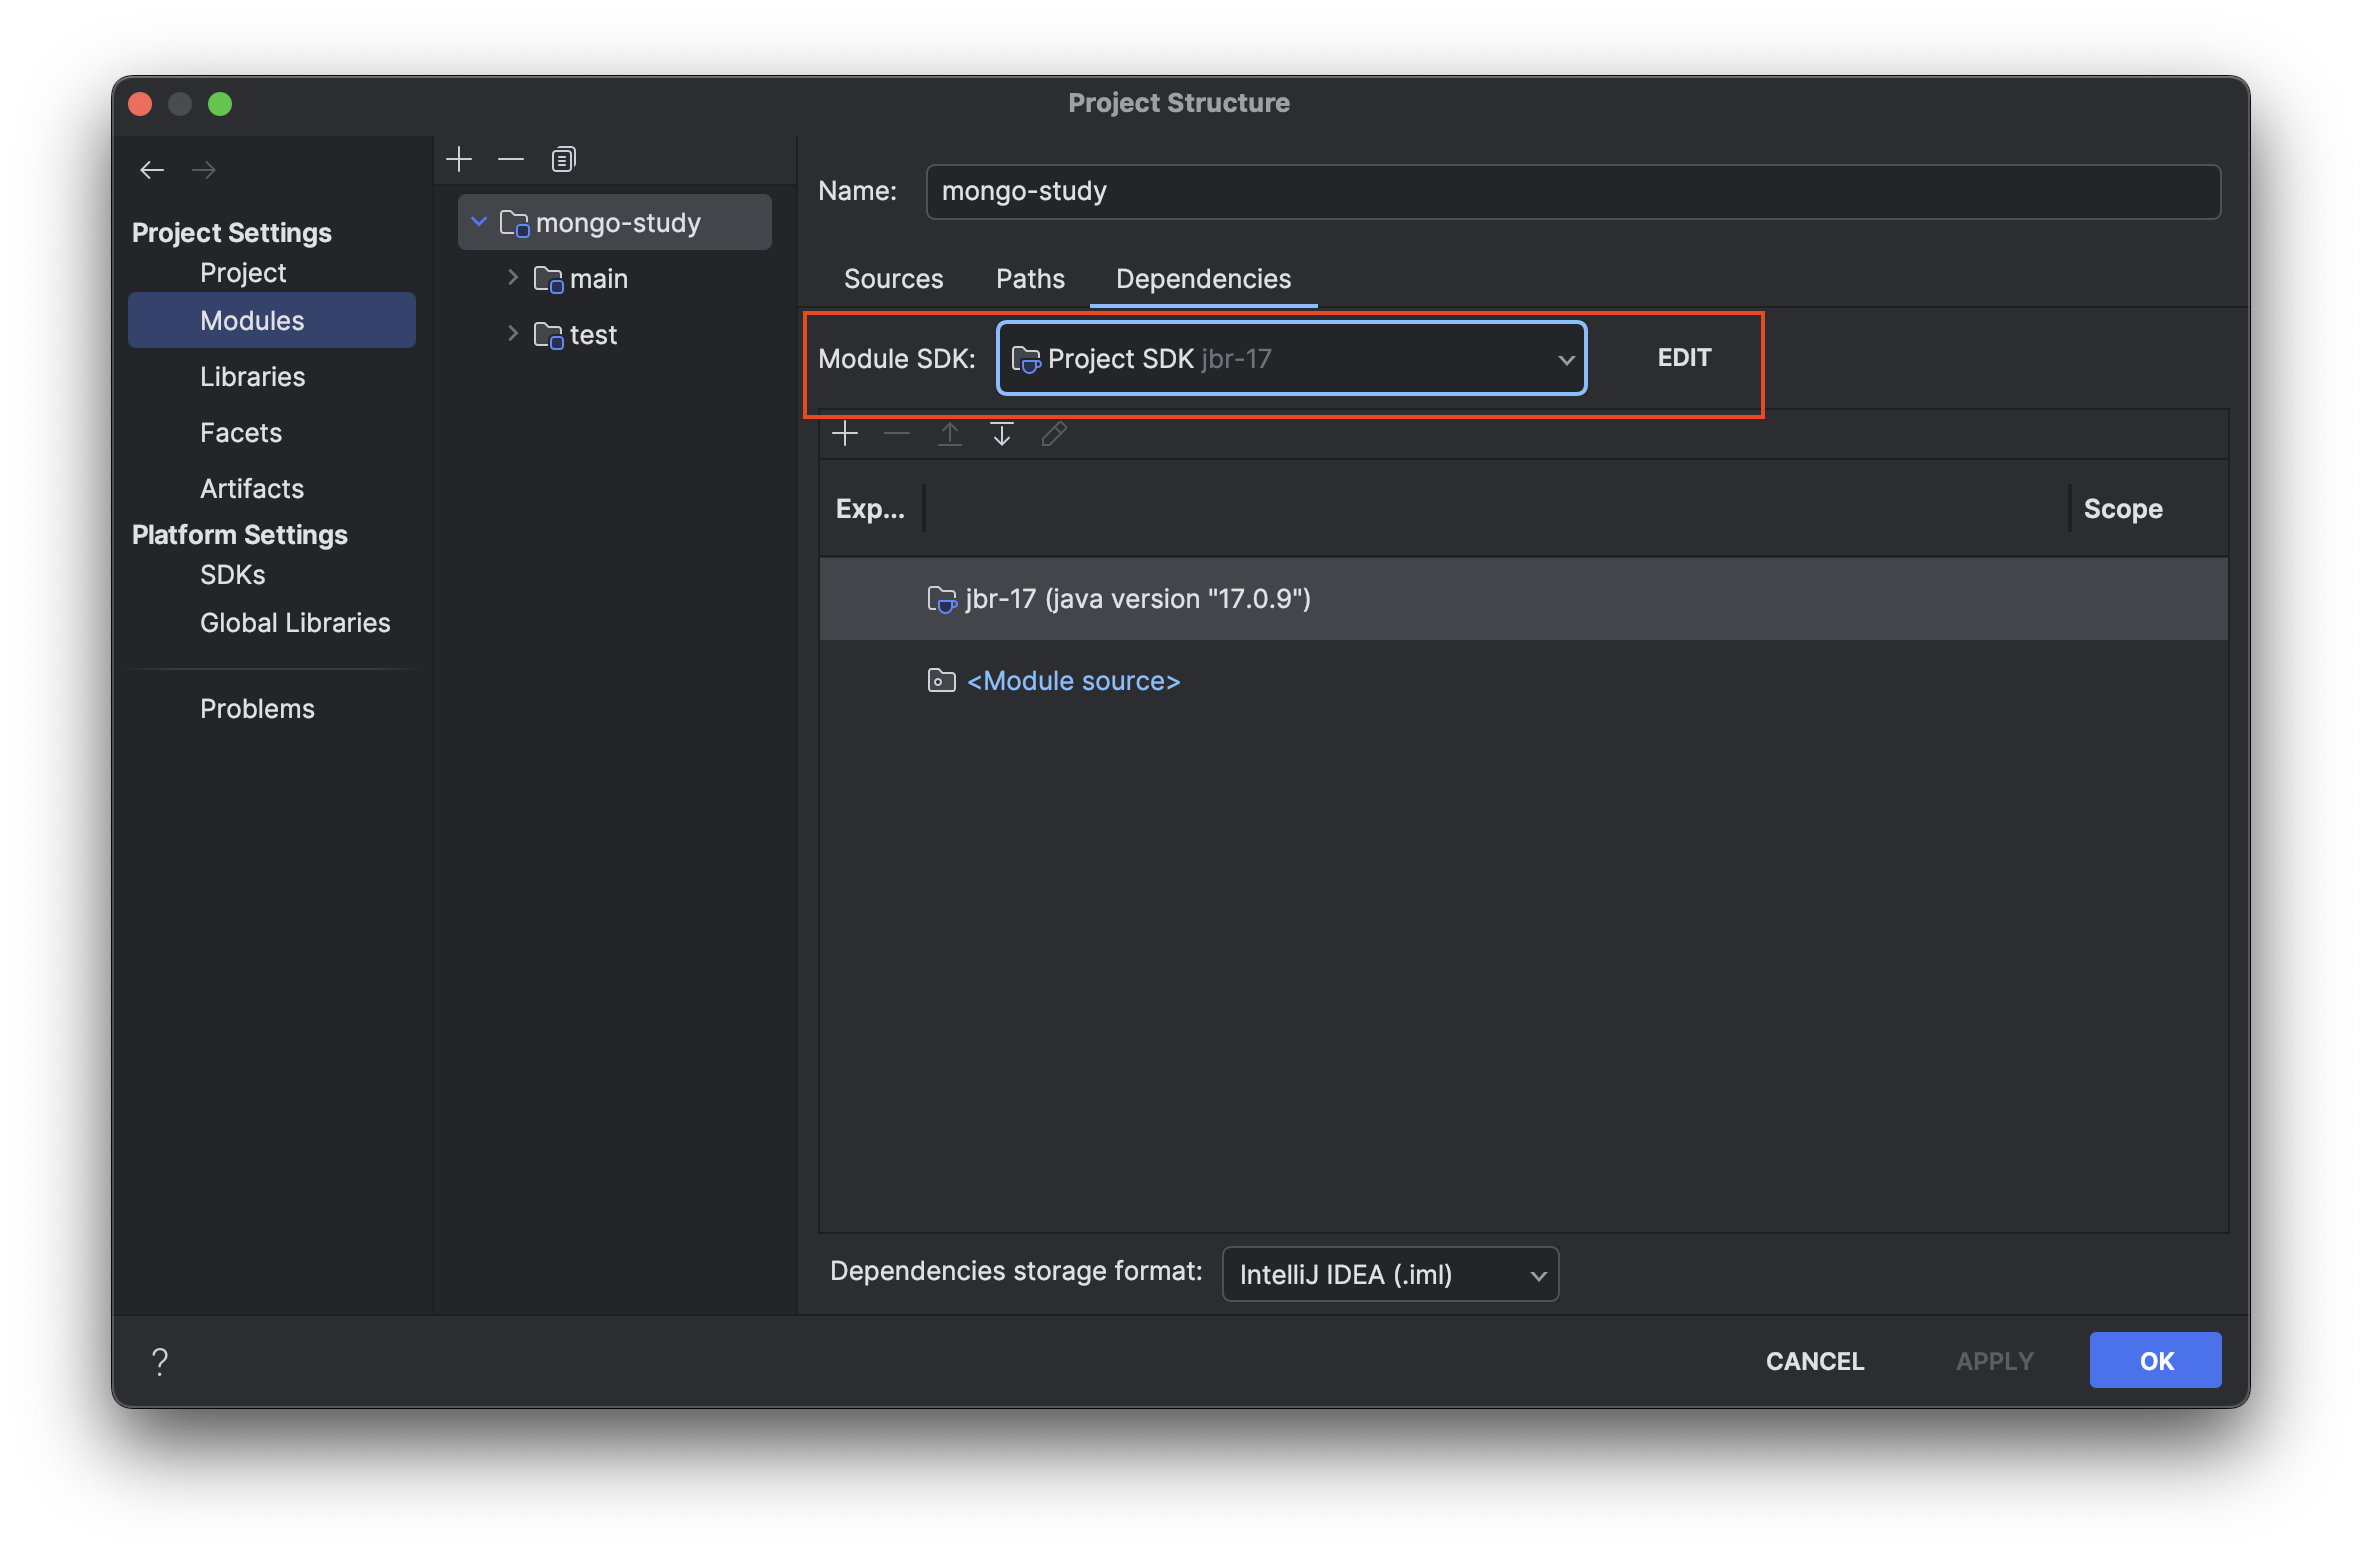 Project Structure
Project Settings
Project
Modules
Libraries
Facets
Artifacts
Platform Settings
SDKs
Global Libraries
Problems
mongo-study
main
test
Name: mongo-study
Sources Paths Dependencies
Module SDK: Project SDK jbr-17 EDIT
Exp... Scope
jbr-17 (java version "17.0.9")
<Module source>
Dependencies storage format: IntelliJ IDEA (.iml)
? CANCEL APPLY OK